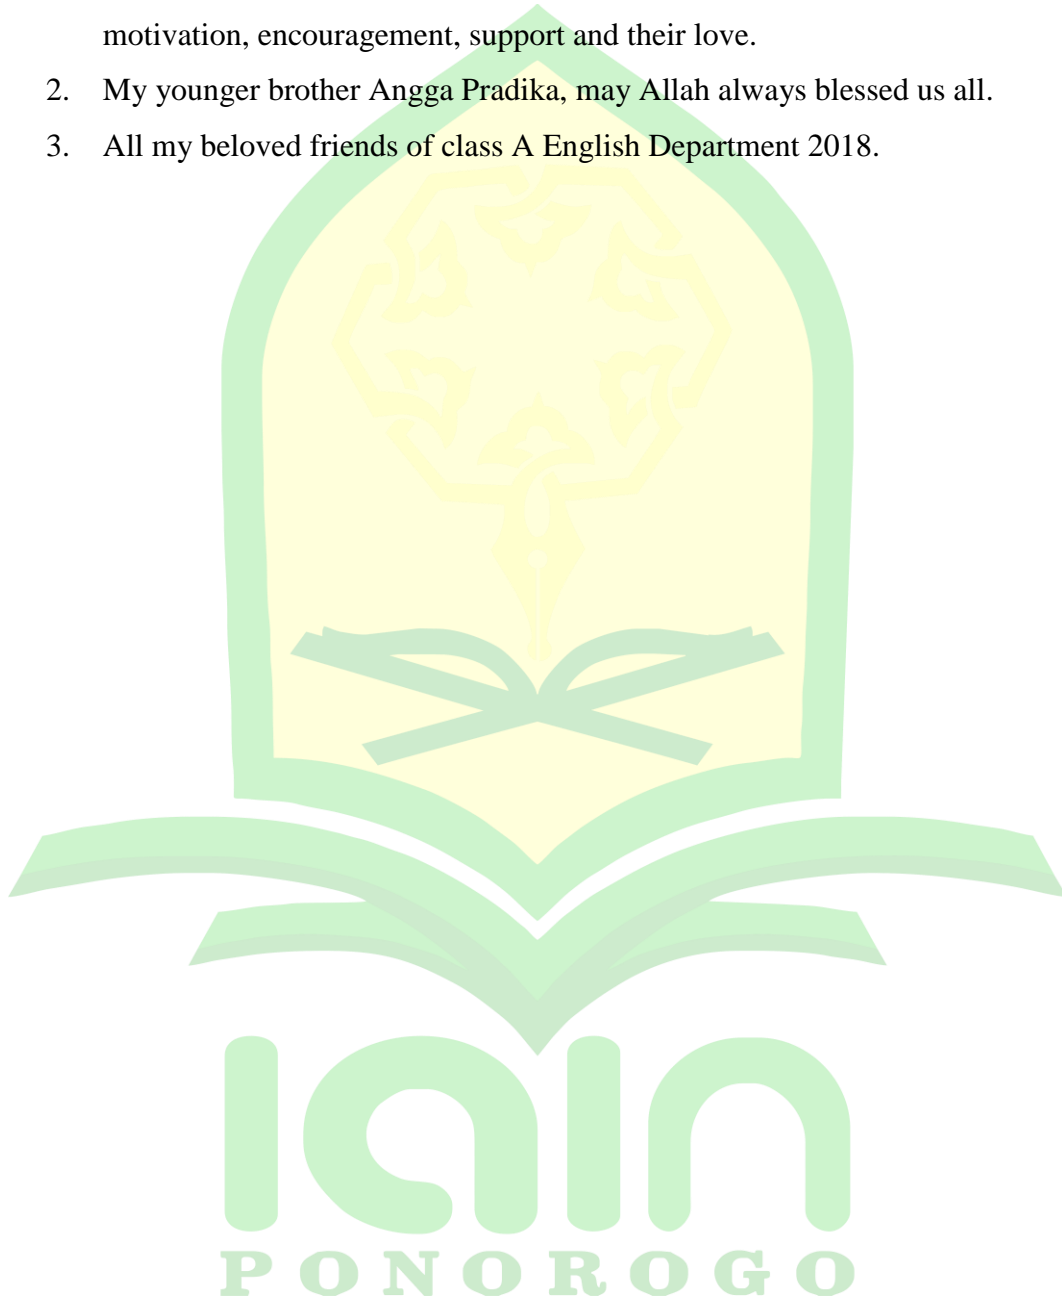 motivation, encouragement, support and their love.
2. My younger brother Angga Pradika, may Allah always blessed us all.
3. All my beloved friends of class A English Department 2018.
iain
PONOROGO